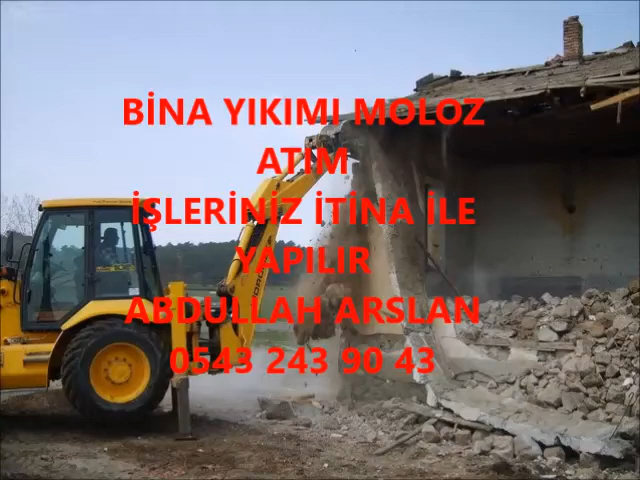 BİNA YIKIMI MOLOZ
ATIM
İŞLERİNİZ İTİNA İLE
YAPILIR
ABDULLAH ARSLAN
0543 243 90 43